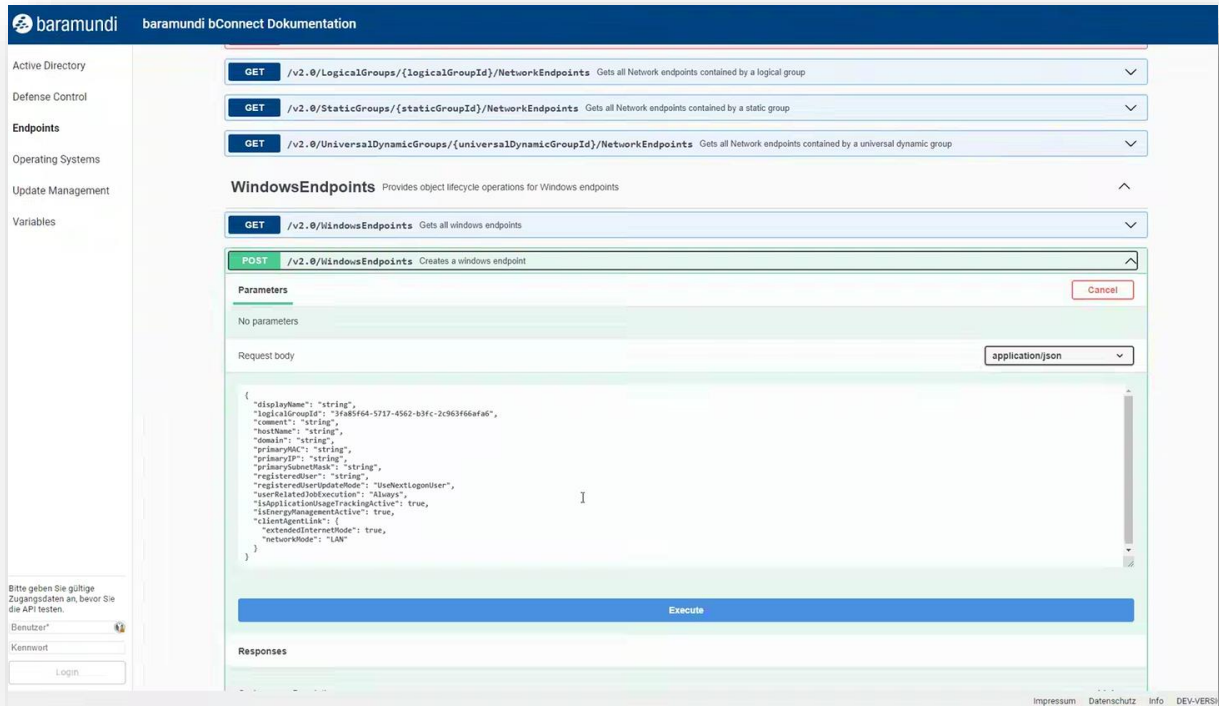 baramundi
baramundi bConnect Dokumentation
Active Directory
Defense Control
Endpoints
Operating Systems
Update Management
Variables
GET /v2.0/LogicalGroups/{logicalGroupId}/NetworkEndpoints Gets all Network endpoints contained by a logical group
GET /v2.0/StaticGroups/{staticGroupId}/NetworkEndpoints Gets all Network endpoints contained by a static group
GET /v2.0/UniversalDynamicGroups/{universalDynamicGroupId}/NetworkEndpoints Gets all Network endpoints contained by a universal dynamic group
WindowsEndpoints Provides object lifecycle operations for Windows endpoints
GET /v2.0/WindowsEndpoints Gets all windows endpoints
POST /v2.0/WindowsEndpoints Creates a windows endpoint
Parameters
Cancel
No parameters
Request body
application/json
{
"displayName": "string",
"logicalGroupId": "3fa85f64-5717-4562-b3fc-2c963f66afa6",
"comment": "string",
"hostName": "string",
"domain": "string",
"primaryMAC": "string",
"primaryIP": "string",
"primarySubnetMask": "string",
"registeredUser": "string",
"registeredUserUpdateMode": "UseNextLogonUser",
"userRelatedJobExecution": "Always",
"isApplicationUsageTrackingActive": true,
"isEnergyManagementActive": true,
"clientAgentLink": {
"extendedInternetMode": true,
"networkMode": "LAN"
}
}
Execute
Responses
Bitte geben Sie gültige
Zugangsdaten an, bevor Sie
die API testen.
Benutzer*
Kennwort
Login
Impressum Datenschutz Info DEV-VERSI